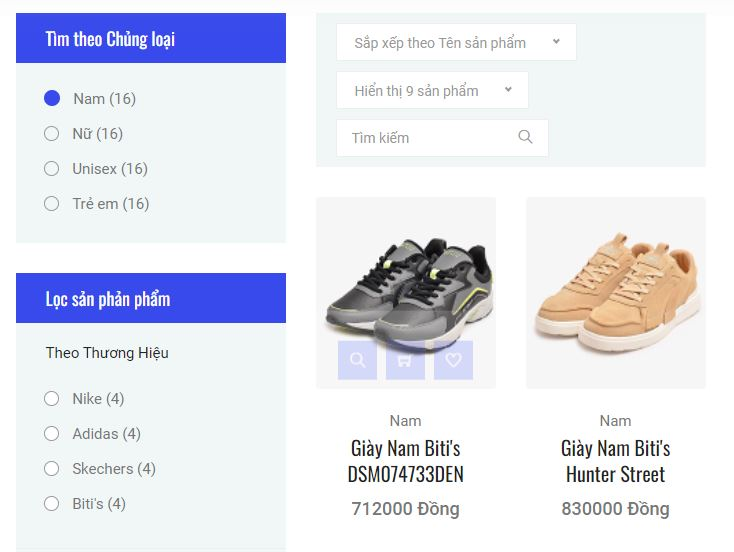 Tìm theo Chủng loại
Nam (16)
Nữ (16)
Unisex (16)
Trẻ em (16)
Lọc sản phản phẩm
Theo Thương Hiệu
Nike (4)
Adidas (4)
Skechers (4)
Biti's (4)
Sắp xếp theo Tên sản phẩm
Hiển thị 9 sản phẩm
Tìm kiếm
Nam
Giày Nam Biti's
DSM074733DEN
712000 Đồng
Nam
Giày Nam Biti's
Hunter Street
830000 Đồng